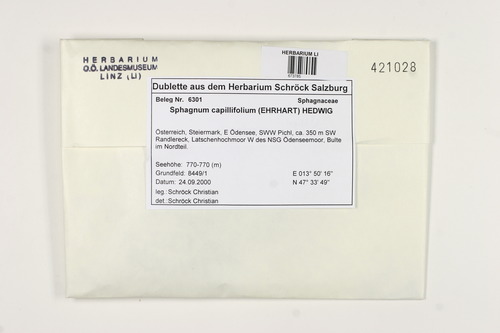 HERBARIUM
O.Ö. LANDESMUSEUM
LINZ (LI)
HERBARIUM LI
421028
Dublette aus dem Herbarium Schröck Salzburg
Beleg Nr. 6301 Sphagnaceae
Sphagnum capillifolium (EHRHART) HEDWIG
Österreich, Steiermark, E Ödensee, SWW Pichl, ca. 350 m SW
Randlereck, Latschenhochmoor W des NSG Ödenseemoor, Bulte
im Nordteil.
Seehöhe: 770-770 (m)
Grundfeld: 8449/1 E 013° 50' 16"
Datum: 24.09.2000 N 47° 33' 49"
leg.: Schröck Christian
det.: Schröck Christian